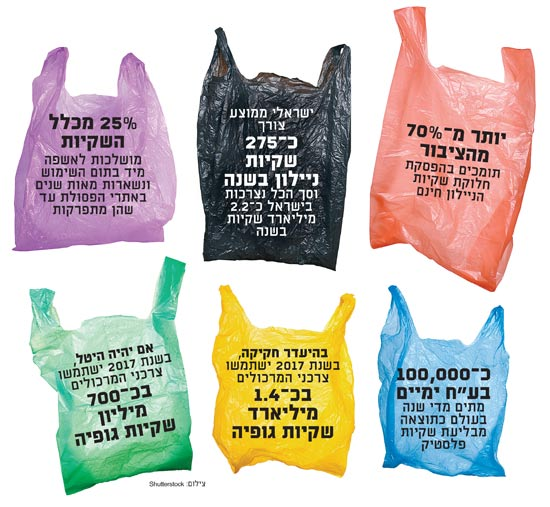 יותר מ־70%
מהציבור
תומכים בהפסקת
חלוקת שקיות
הניילון חינם
ישראלי ממוצע
צורך
כ־275
שקיות
ניילון בשנה
וסך הכל נצרכות
בישראל כ־2.2
מיליארד שקיות
בשנה
25% מכלל
השקיות
מושלכות לאשפה
מיד בתום השימוש
ונשארות מאות שנים
באתרי הפסולת עד
שהן מתפרקות
כ־100,000
בע"ח ימיים
מתים מדי שנה
בעולם כתוצאה
מבליעת שקיות
פלסטיק
בהיעדר חקיקה,
בשנת 2017 ישתמשו
צרכני המרכולים
בכ־1.4
מיליארד
שקיות גופיה
אם יהיה היטל,
בשנת 2017 ישתמשו
צרכני המרכולים
בכ־700
מיליון
שקיות גופיה
צילום: Shutterstock